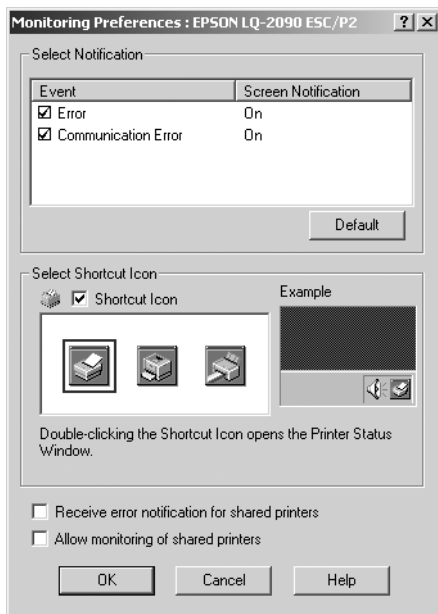 Monitoring Preferences : EPSON LQ-2090 ESC/P2
Select Notification
Event Screen Notification
Error On
Communication Error On
Default
Select Shortcut Icon
Shortcut Icon
Example
Double-clicking the Shortcut Icon opens the Printer Status
Window.
Receive error notification for shared printers
Allow monitoring of shared printers
OK Cancel Help